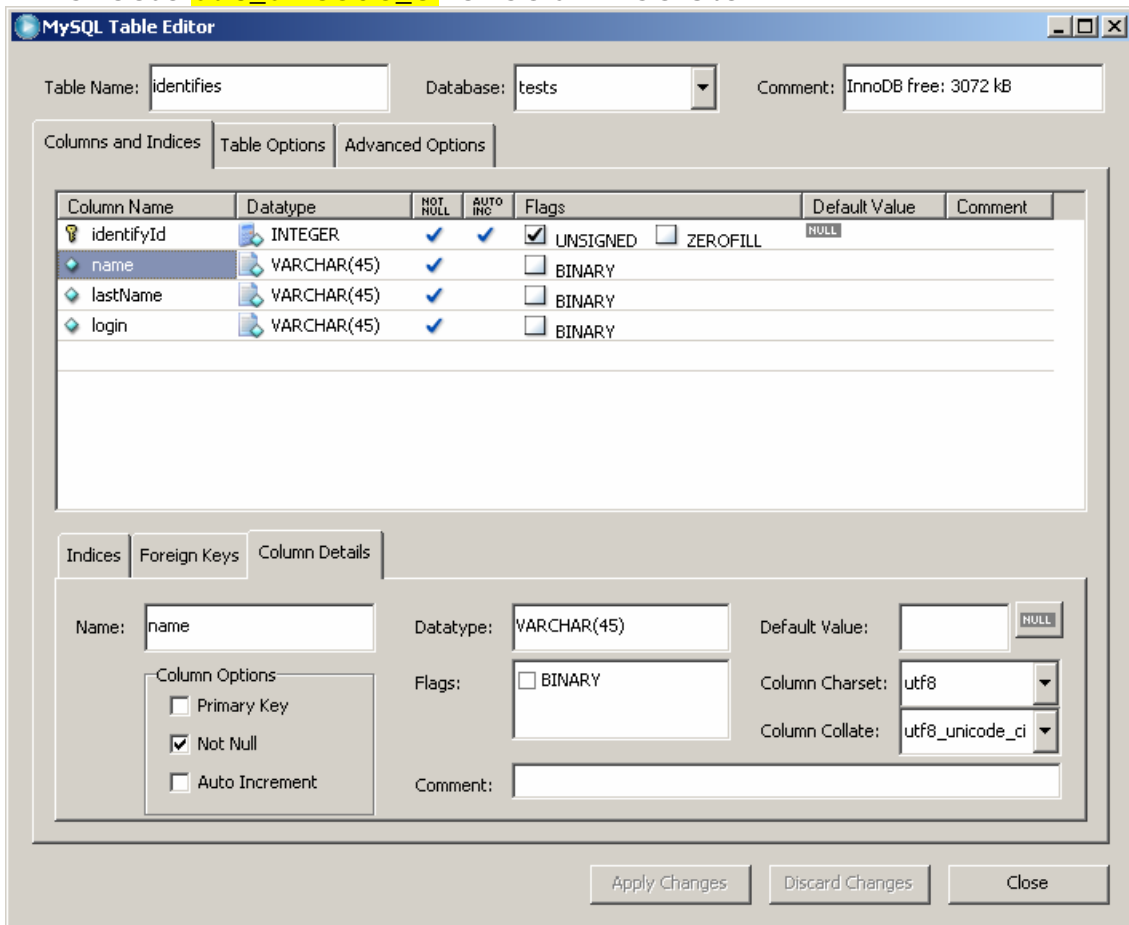 MySQL Table Editor
Table Name: identifies Database: tests Comment: InnoDB free: 3072 kB
Columns and Indices Table Options Advanced Options
Column Name Datatype NOT NULL AUTO INC Flags Default Value Comment
identifyId INTEGER UNSIGNED ZEROFILL NULL
name VARCHAR(45) BINARY
lastName VARCHAR(45) BINARY
login VARCHAR(45) BINARY
Indices Foreign Keys Column Details
Name: name Datatype: VARCHAR(45) Default Value: NULL
Column Options Flags: BINARY Column Charset: utf8
Primary Key
Not Null Column Collate: utf8_unicode_ci
Auto Increment Comment:
Apply Changes Discard Changes Close